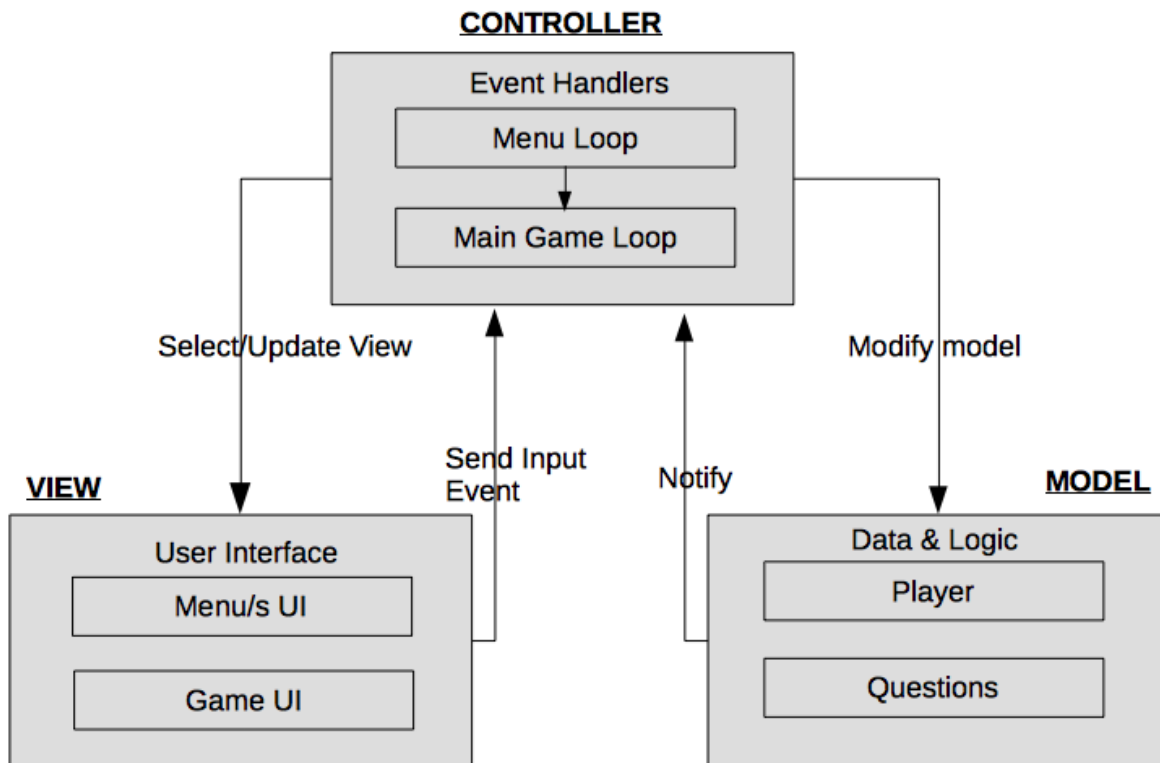 CONTROLLER
Event Handlers
Menu Loop
Main Game Loop
Select/Update View
Modify model
Send Input
Event
Notify
VIEW
MODEL
User Interface
Menu/s UI
Game UI
Data & Logic
Player
Questions